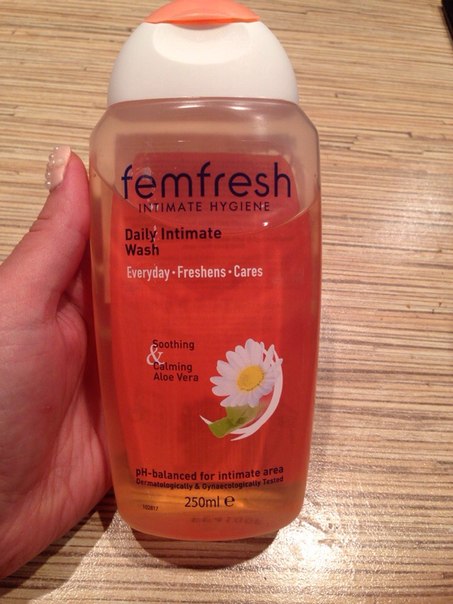 femfresh
INTIMATE HYGIENE
Daily Intimate
Wash
Everyday • Freshens • Cares
Soothing
&
Calming
Aloe Vera
pH-balanced for intimate area
Dermatologically & Gynaecologically Tested
250ml ℮